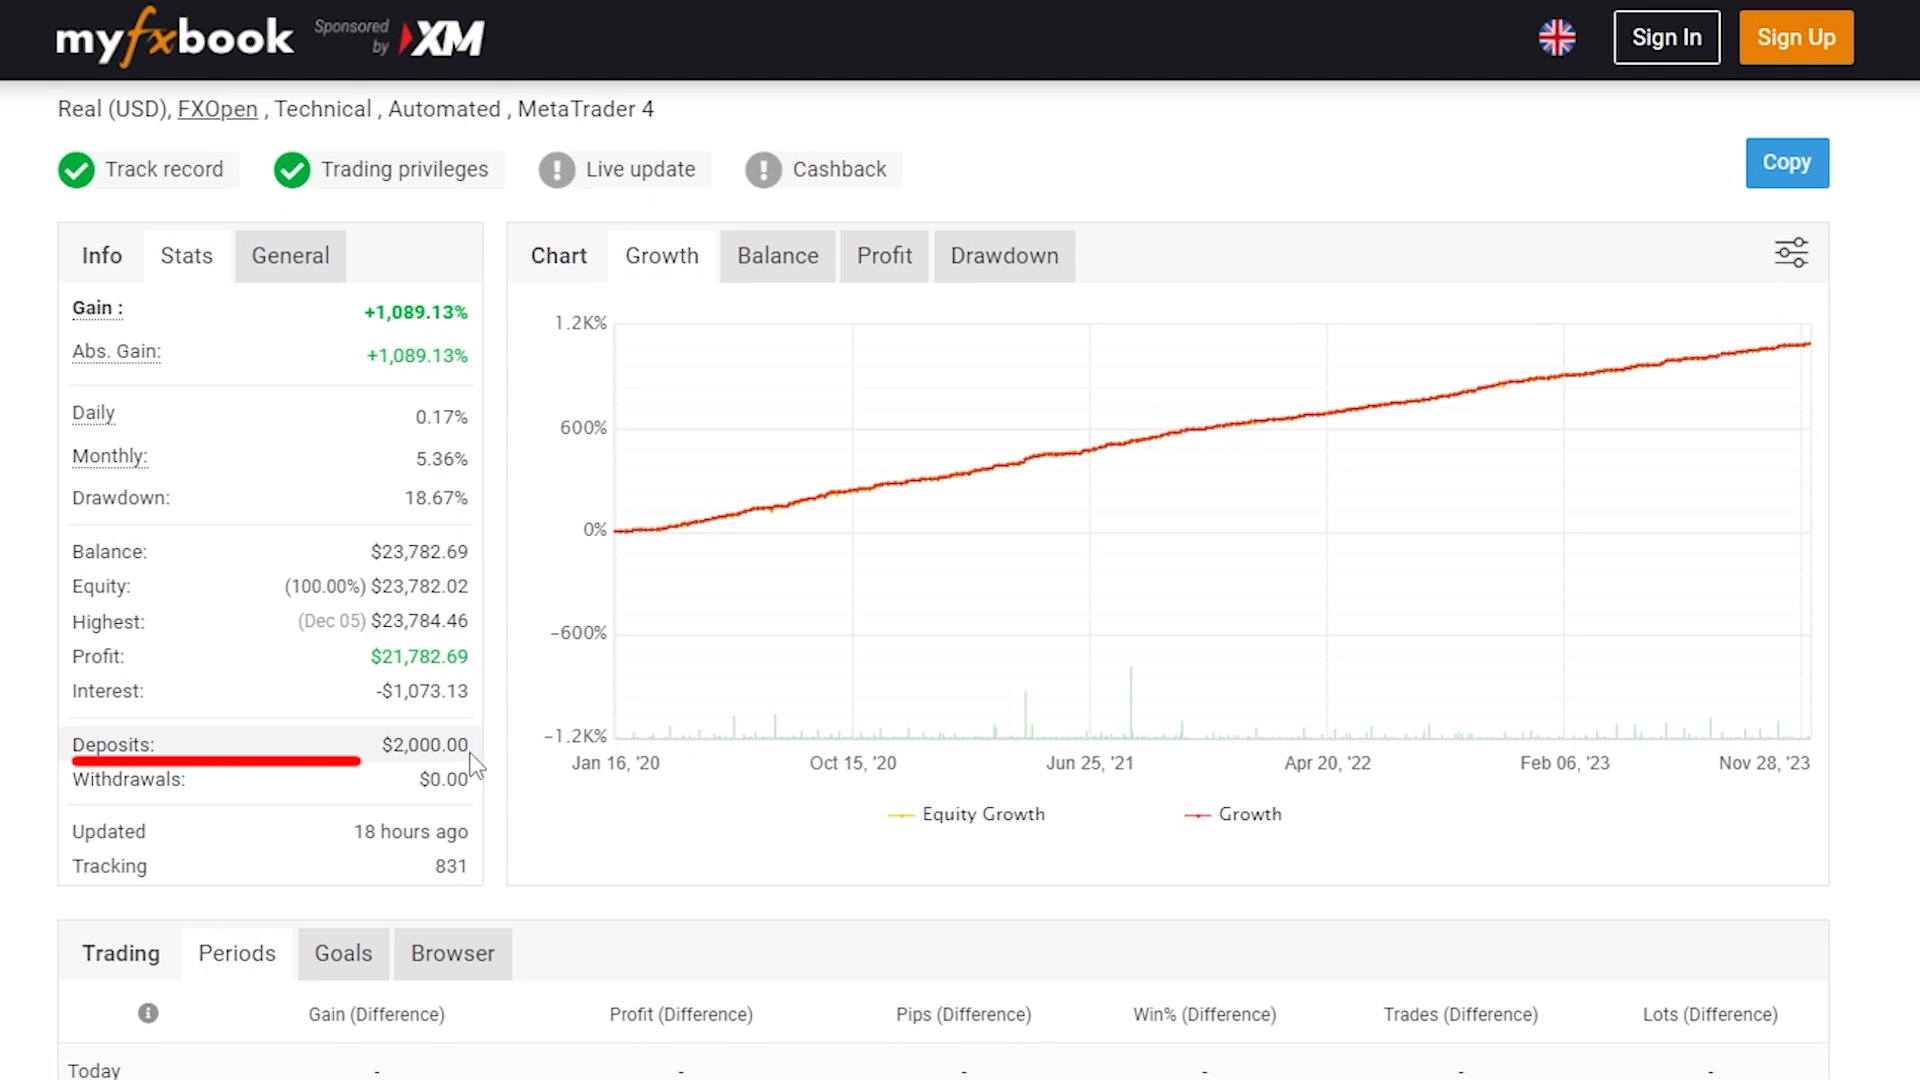 myfxbook Sponsored by XM Sign In Sign Up
Real (USD), FXOpen , Technical , Automated , MetaTrader 4
Track record Trading privileges Live update Cashback Copy
Info Stats General
Gain : +1,089.13%
Abs. Gain: +1,089.13%
Daily 0.17%
Monthly: 5.36%
Drawdown: 18.67%
Balance: $23,782.69
Equity: (100.00%) $23,782.02
Highest: (Dec 05) $23,784.46
Profit: $21,782.69
Interest: -$1,073.13
Deposits: $2,000.00
Withdrawals: $0.00
Updated 18 hours ago
Tracking 831
Chart Growth Balance Profit Drawdown
1.2K%
600%
0%
-600%
-1.2K%
Jan 16, '20 Oct 15, '20 Jun 25, '21 Apr 20, '22 Feb 06, '23 Nov 28, '23
Equity Growth Growth
Trading Periods Goals Browser
Gain (Difference) Profit (Difference) Pips (Difference) Win% (Difference) Trades (Difference) Lots (Difference)
Today - - - - - -